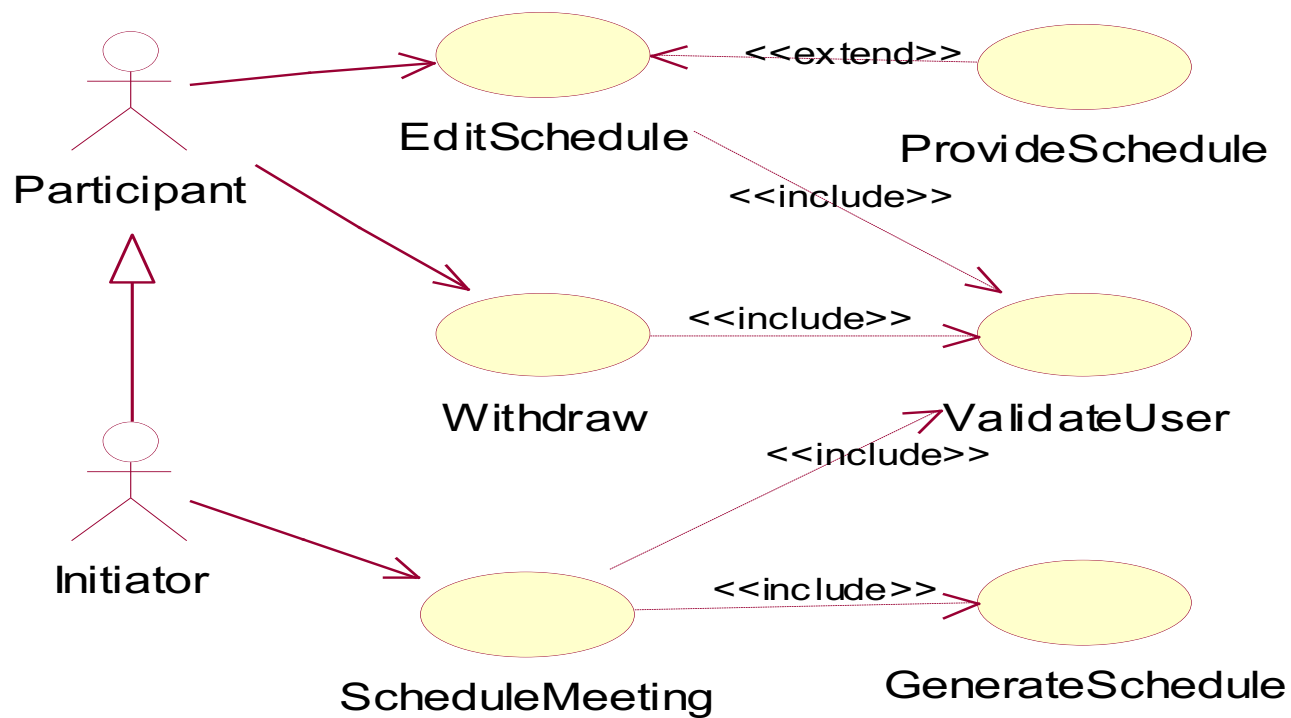 <<extend>>
EditSchedule
ProvideSchedule
Participant
<<include>>
<<include>>
Withdraw
ValidateUser
<<include>>
Initiator
<<include>>
ScheduleMeeting
GenerateSchedule